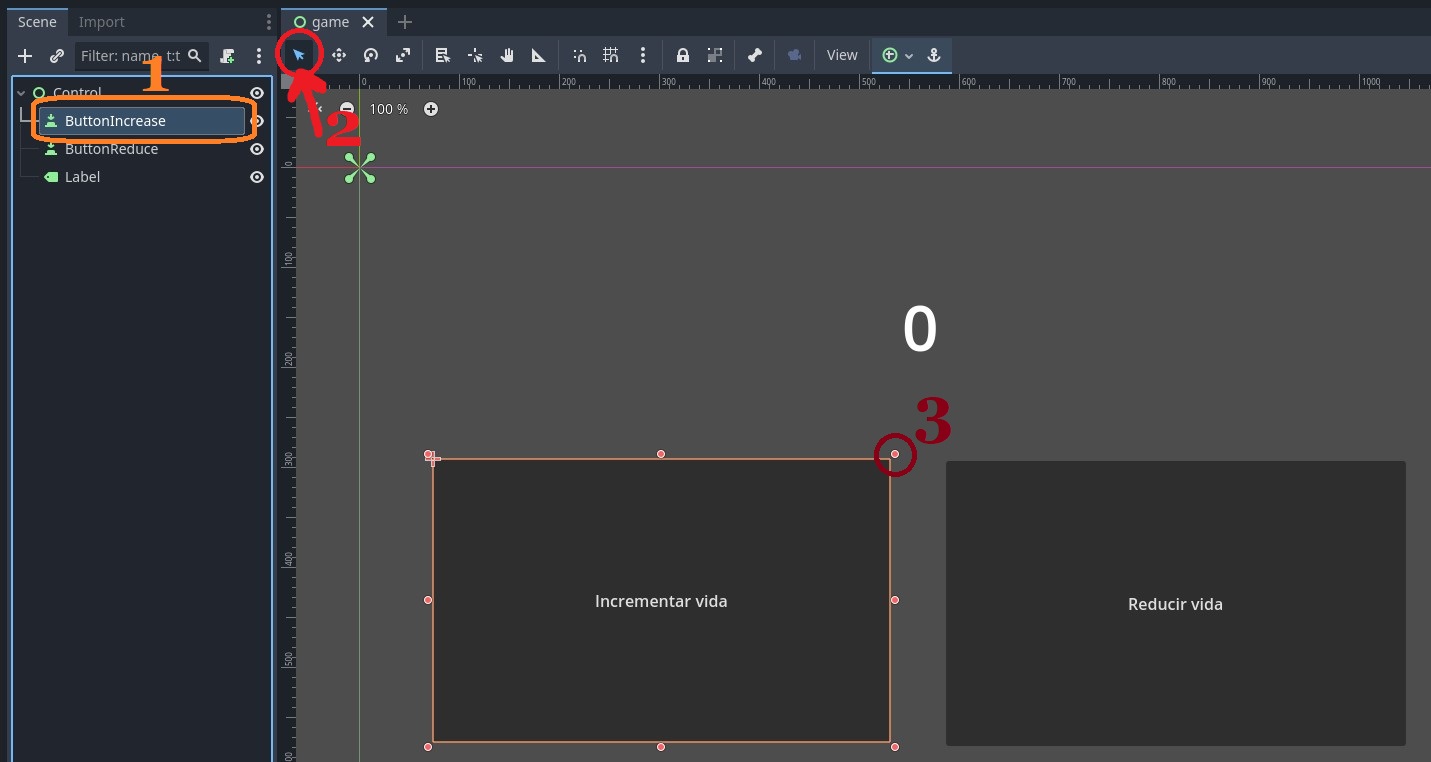 Scene Import
game
Filter: name, t:t
View
1
Control
ButtonIncrease
ButtonReduce
Label
2
0 100 200 300 400 500 600 700 800 900 1000
100 %
0
100
200
300
400
500
0
3
Incrementar vida
Reducir vida